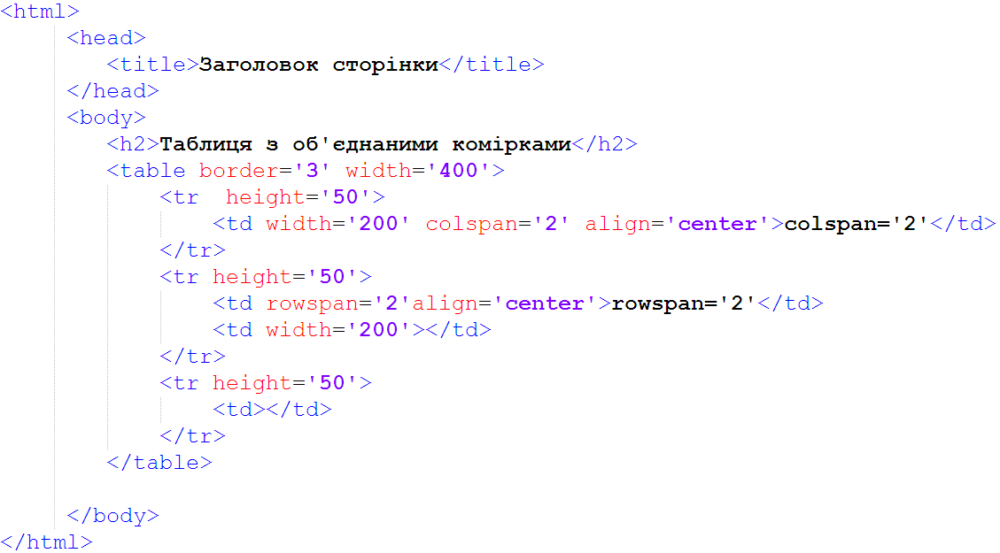 <html>
<head>
<title>Заголовок сторінки</title>
</head>
<body>
<h2>Таблиця з об'єднаними комірками</h2>
<table border='3' width='400'>
<tr  height='50'>
<td width='200' colspan='2' align='center'>colspan='2'</td>
</tr>
<tr height='50'>
<td rowspan='2'align='center'>rowspan='2'</td>
<td width='200'></td>
</tr>
<tr height='50'>
<td></td>
</tr>
</table>
</body>
</html>